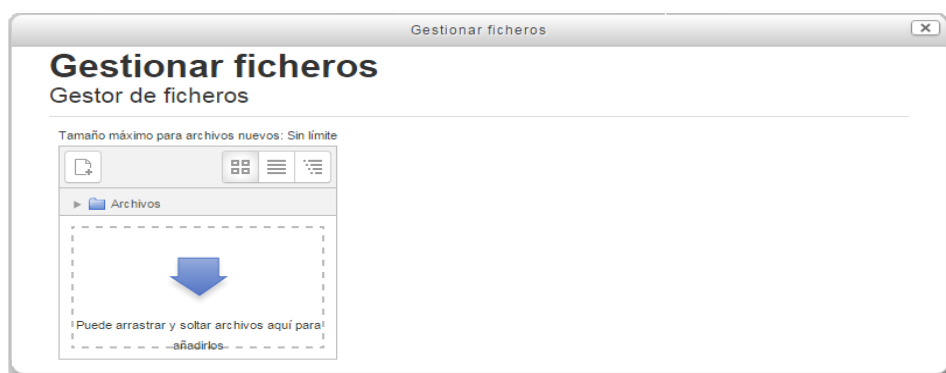 Gestionar ficheros
Gestionar ficheros
Gestor de ficheros
Tamaño máximo para archivos nuevos: Sin límite
Archivos
Puede arrastrar y soltar archivos aquí para
añadirlos